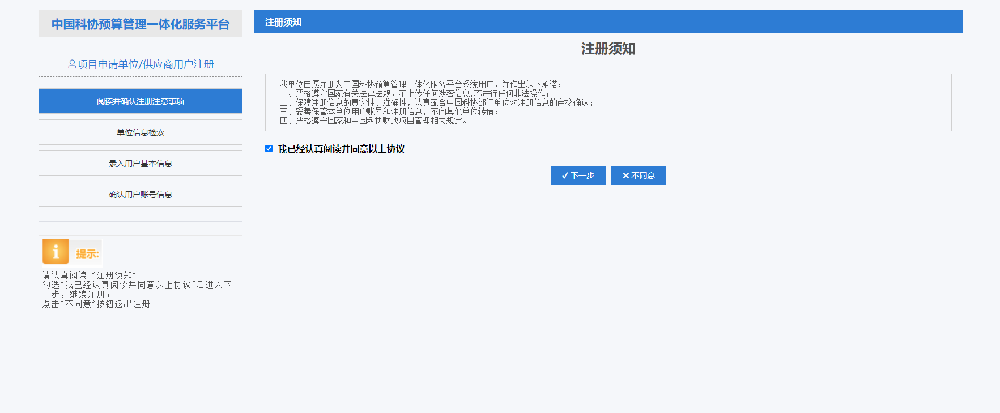 中国科协预算管理一体化服务平台
项目申请单位/供应商用户注册
阅读并确认注册注意事项
单位信息检索
录入用户基本信息
确认用户账号信息
提示:
请认真阅读 "注册须知"
勾选"我已经认真阅读并同意以上协议"后进入下
一步，继续注册；
点击"不同意"按钮退出注册
注册须知
注册须知
我单位自愿注册为中国科协预算管理一体化服务平台系统用户，并作出以下承诺：
一、严格遵守国家有关法律法规，不上传任何涉密信息,不进行任何非法操作；
二、保障注册信息的真实性、准确性，认真配合中国科协部门单位对注册信息的审核确认；
三、妥善保管本单位用户账号和注册信息，不向其他单位转借；
四、严格遵守国家和中国科协财政项目管理相关规定。
我已经认真阅读并同意以上协议
下一步
不同意